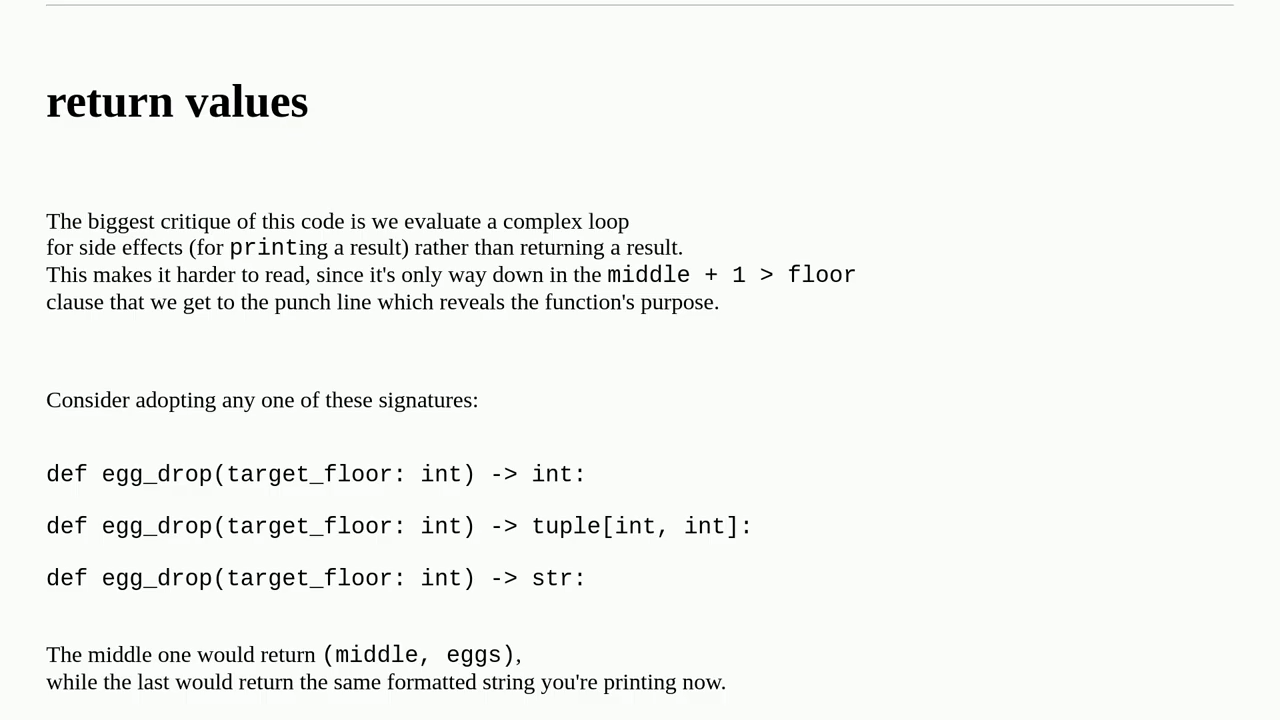 return values
The biggest critique of this code is we evaluate a complex loop
for side effects (for printing a result) rather than returning a result.
This makes it harder to read, since it's only way down in the middle + 1 > floor
clause that we get to the punch line which reveals the function's purpose.
Consider adopting any one of these signatures:
def egg_drop(target_floor: int) -> int:
def egg_drop(target_floor: int) -> tuple[int, int]:
def egg_drop(target_floor: int) -> str:
The middle one would return (middle, eggs),
while the last would return the same formatted string you're printing now.